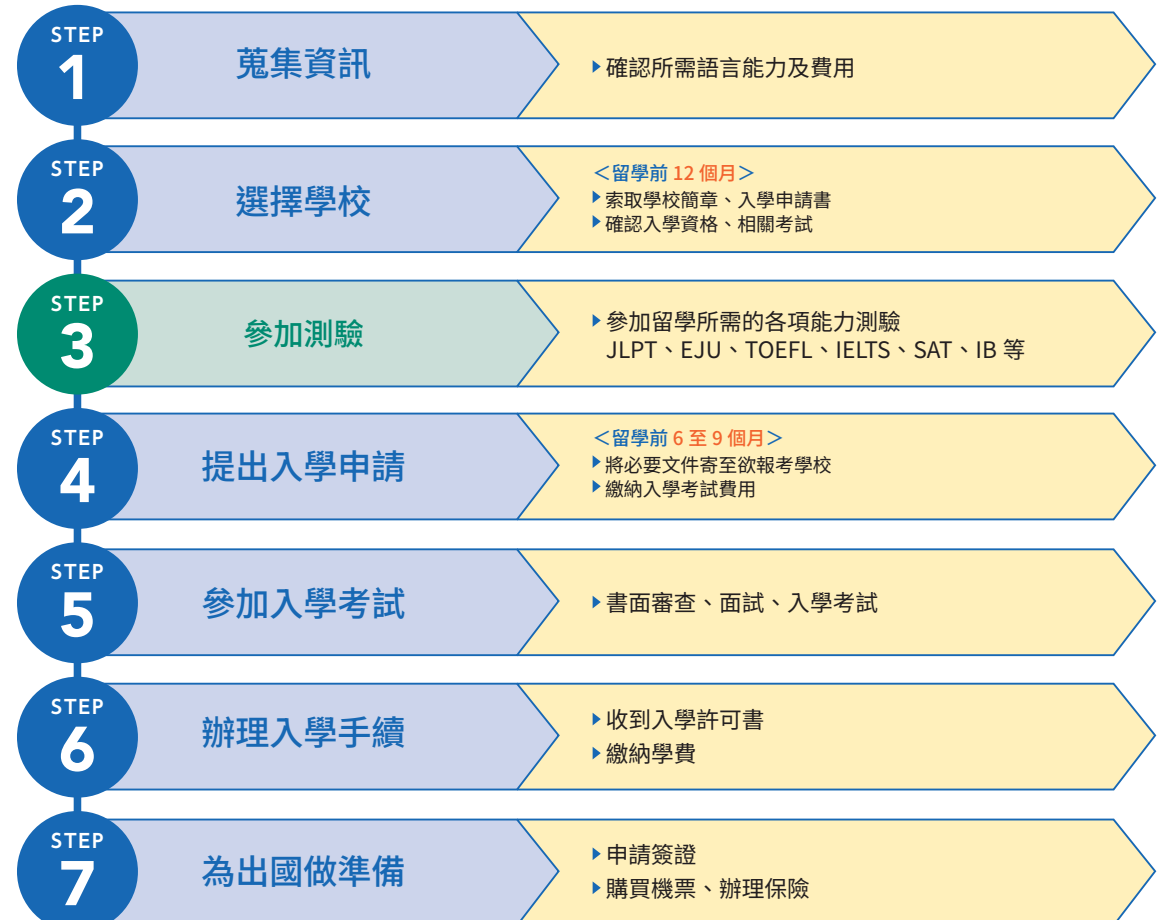 STEP
1
蒐集資訊
確認所需語言能力及費用
STEP
2
選擇學校
＜留學前 12 個月＞
索取學校簡章、入學申請書
確認入學資格、相關考試
STEP
3
參加測驗
參加留學所需的各項能力測驗
JLPT、EJU、TOEFL、IELTS、SAT、IB 等
STEP
4
提出入學申請
＜留學前 6 至 9 個月＞
將必要文件寄至欲報考學校
繳納入學考試費用
STEP
5
參加入學考試
書面審查、面試、入學考試
STEP
6
辦理入學手續
收到入學許可書
繳納學費
STEP
7
為出國做準備
申請簽證
購買機票、辦理保險